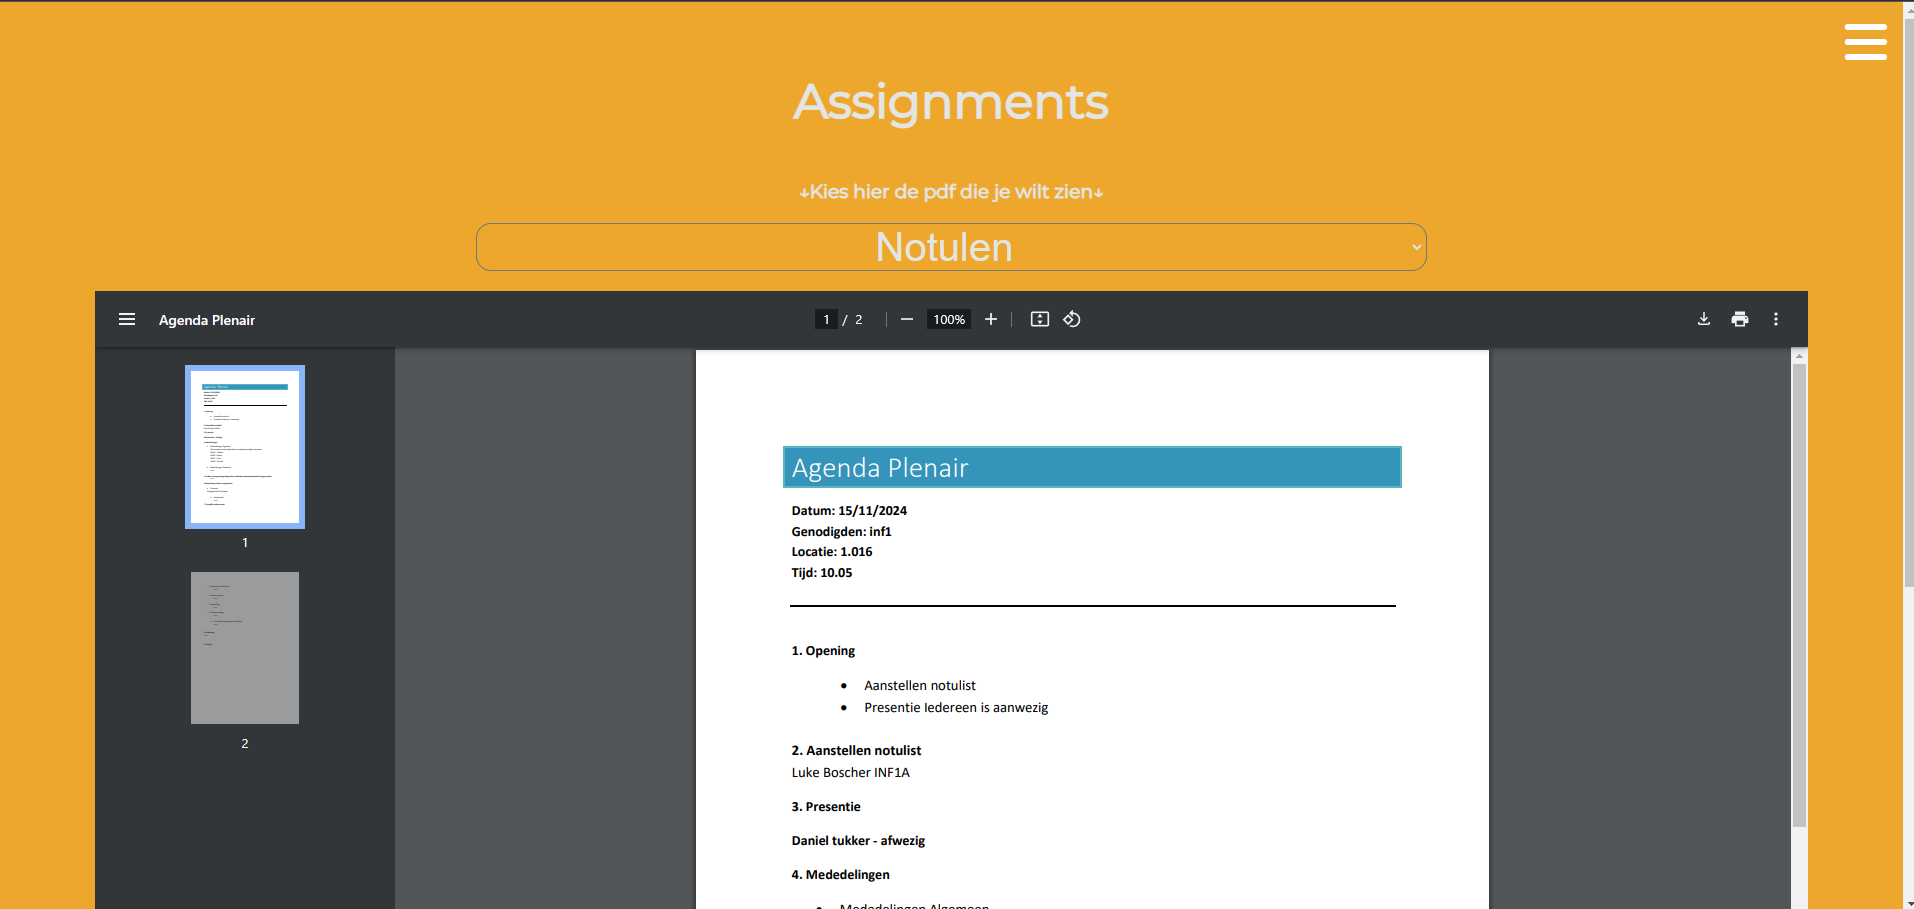 Assignments
↓Kies hier de pdf die je wilt zien↓
Notulen
Agenda Plenair
1 / 2
100%
1
2
Agenda Plenair
Datum: 15/11/2024
Genodigden: inf1
Locatie: 1.016
Tijd: 10.05
1. Opening
• Aanstellen notulist
• Presentie Iedereen is aanwezig
2. Aanstellen notulist
Luke Boscher INF1A
3. Presentie
Daniel tukker - afwezig
4. Mededelingen
• Mededelingen Algemeen